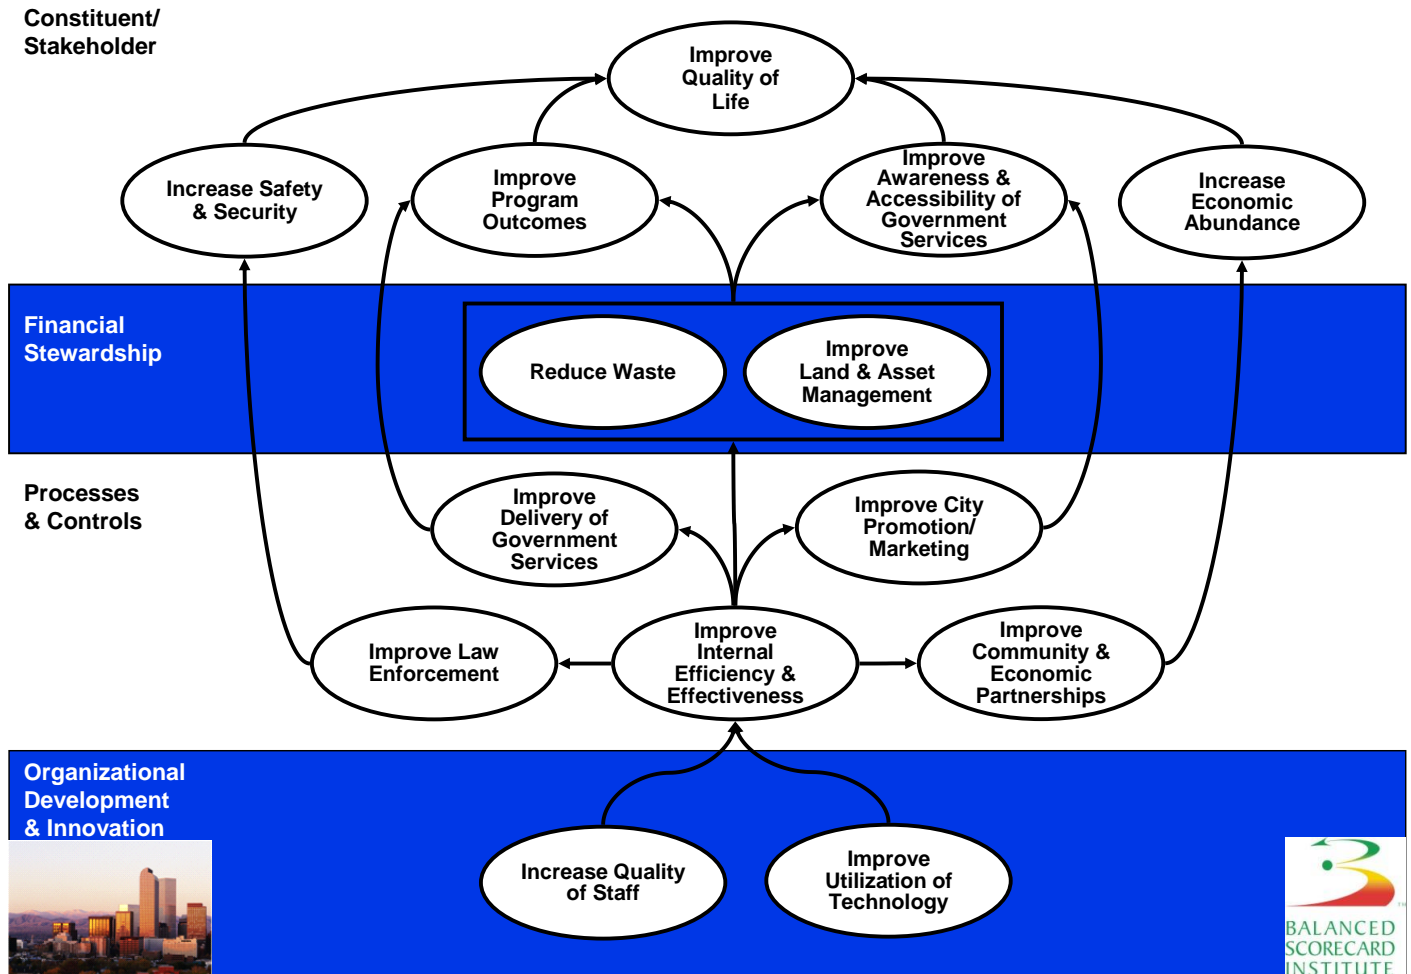 Constituent/
Stakeholder
Improve
Quality of
Life
Increase Safety
& Security
Improve
Program
Outcomes
Improve
Awareness &
Accessibility of
Government
Services
Increase
Economic
Abundance
Financial
Stewardship
Reduce Waste
Improve
Land & Asset
Management
Processes
& Controls
Improve
Delivery of
Government
Services
Improve City
Promotion/
Marketing
Improve Law
Enforcement
Improve
Internal
Efficiency &
Effectiveness
Improve
Community &
Economic
Partnerships
Organizational
Development
& Innovation
Increase Quality
of Staff
Improve
Utilization of
Technology
TM
BALANCED
SCORECARD
INSTITUTE